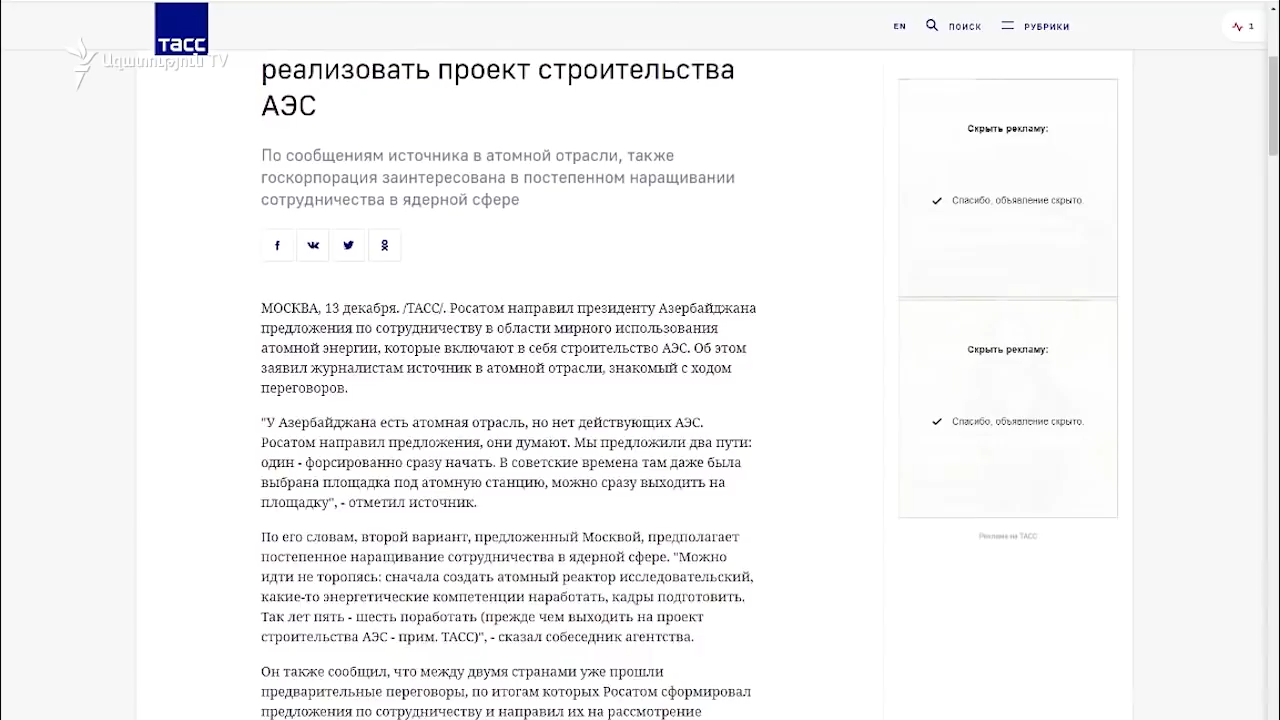 тасс
EN ПОИСК РУБРИКИ 1
Ազատություն TV
реализовать проект строительства
АЭС
По сообщениям источника в атомной отрасли, также
госкорпорация заинтересована в постепенном наращивании
сотрудничества в ядерной сфере
МОСКВА, 13 декабря. /ТАСС/. Росатом направил президенту Азербайджана
предложения по сотрудничеству в области мирного использования
атомной энергии, которые включают в себя строительство АЭС. Об этом
заявил журналистам источник в атомной отрасли, знакомый с ходом
переговоров.
"У Азербайджана есть атомная отрасль, но нет действующих АЭС.
Росатом направил предложения, они думают. Мы предложили два пути:
один - форсированно сразу начать. В советские времена там даже была
выбрана площадка под атомную станцию, можно сразу выходить на
площадку", - отметил источник.
По его словам, второй вариант, предложенный Москвой, предполагает
постепенное наращивание сотрудничества в ядерной сфере. "Можно
идти не торопясь: сначала создать атомный реактор исследовательский,
какие-то энергетические компетенции наработать, кадры подготовить.
Так лет пять - шесть поработать (прежде чем выходить на проект
строительства АЭС - прим. ТАСС)", - сказал собеседник агентства.
Он также сообщил, что между двумя странами уже прошли
предварительные переговоры, по итогам которых Росатом сформировал
предложения по сотрудничеству и направил их на рассмотрение
Скрыть рекламу:
Спасибо, объявление скрыто.
Скрыть рекламу:
Спасибо, объявление скрыто.
Реклама на ТАСС